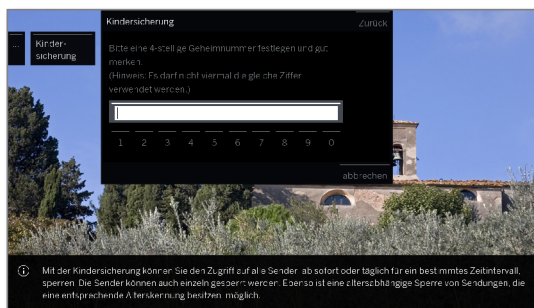 Kindersicherung
Zurück
...
Kinder-
sicherung
Bitte eine 4-stellige Geheimnummer festlegen und gut
merken.
(Hinweis: Es darf nicht viermal die gleiche Ziffer
verwendet werden.)
1 2 3 4 5 6 7 8 9 0
abbrechen
Mit der Kindersicherung können Sie den Zugriff auf alle Sender ab sofort oder täglich für ein bestimmtes Zeitintervall,
sperren. Die Sender können auch einzeln gesperrt werden. Ebenso ist eine altersabhängige Sperre von Sendungen, die
eine entsprechende Alterskennung besitzen, möglich.